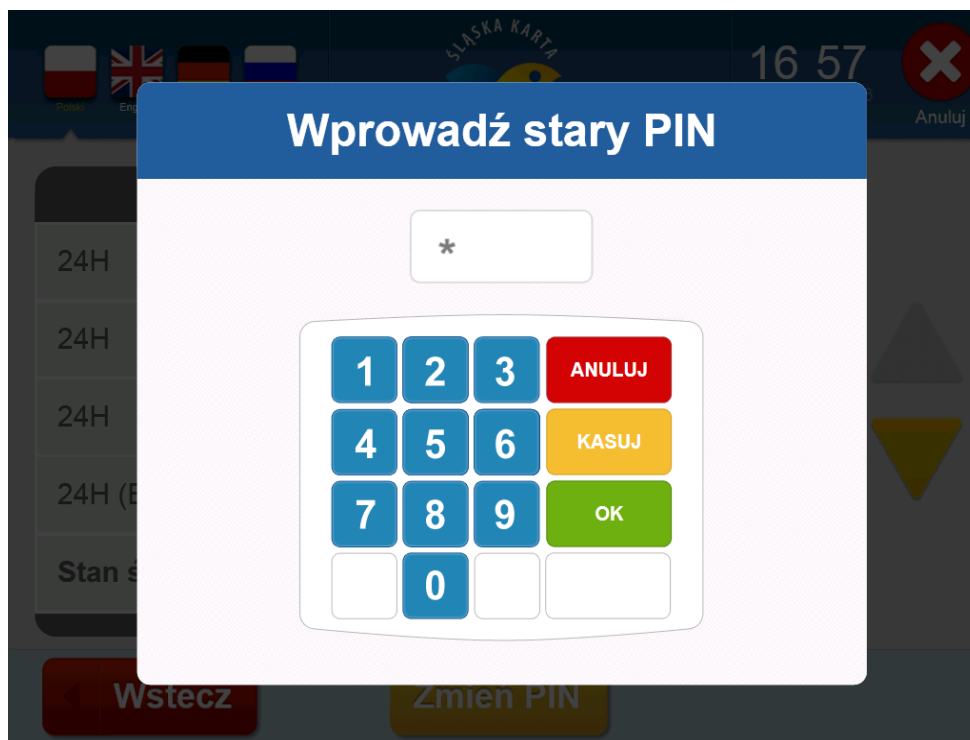 ŚLĄSKA KARTA
16 57
Polski
Eng
Anuluj
Wprowadź stary PIN
*
24H
24H
24H
24H (E
Stan ś
1 2 3 ANULUJ
4 5 6 KASUJ
7 8 9 OK
0
Wstecz
Zmień PIN